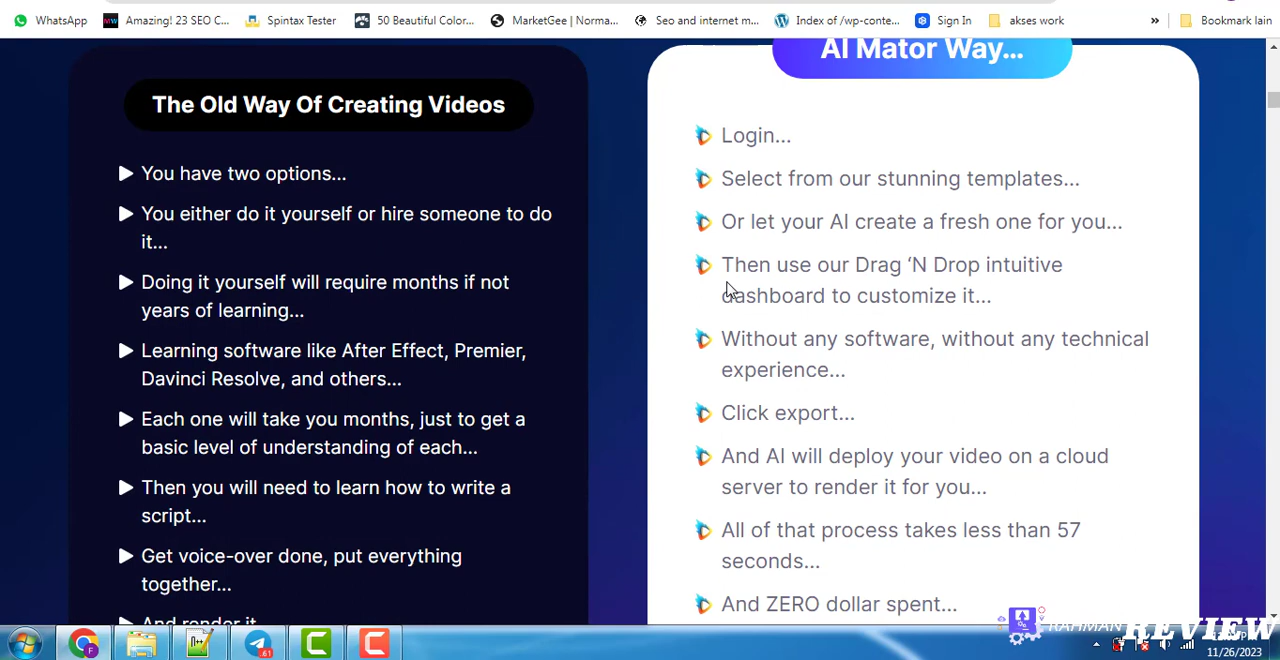 WhatsApp
Amazing! 23 SEO C...
Spintax Tester
50 Beautiful Color...
MarketGee | Norma...
Seo and internet m...
Index of /wp-conte...
Sign In
akses work
»
Bookmark lain
The Old Way Of Creating Videos
You have two options...
You either do it yourself or hire someone to do
it...
Doing it yourself will require months if not
years of learning...
Learning software like After Effect, Premier,
Davinci Resolve, and others...
Each one will take you months, just to get a
basic level of understanding of each...
Then you will need to learn how to write a
script...
Get voice-over done, put everything
together...
And render it
AI Mator Way...
Login...
Select from our stunning templates...
Or let your AI create a fresh one for you...
Then use our Drag ‘N Drop intuitive
dashboard to customize it...
Without any software, without any technical
experience...
Click export...
And AI will deploy your video on a cloud
server to render it for you...
All of that process takes less than 57
seconds...
And ZERO dollar spent...
RAHMAN REVIEW
11/26/2023